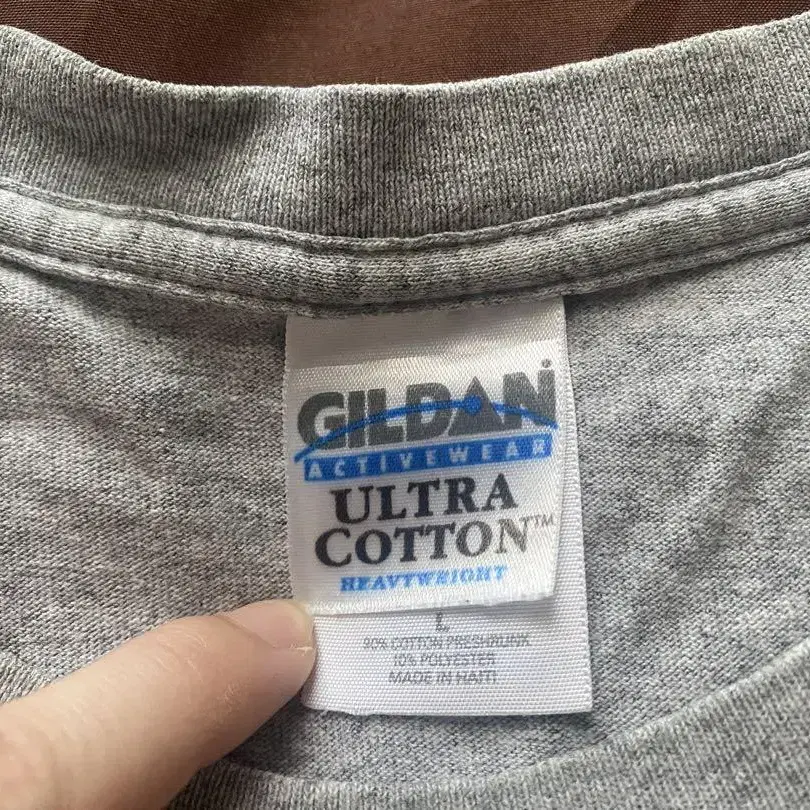 GILDAN®
ACTIVEWEAR
ULTRA
COTTON™
HEAVYWEIGHT
L
90% COTTON PRESHRUNK
10% POLYESTER
MADE IN HAITI